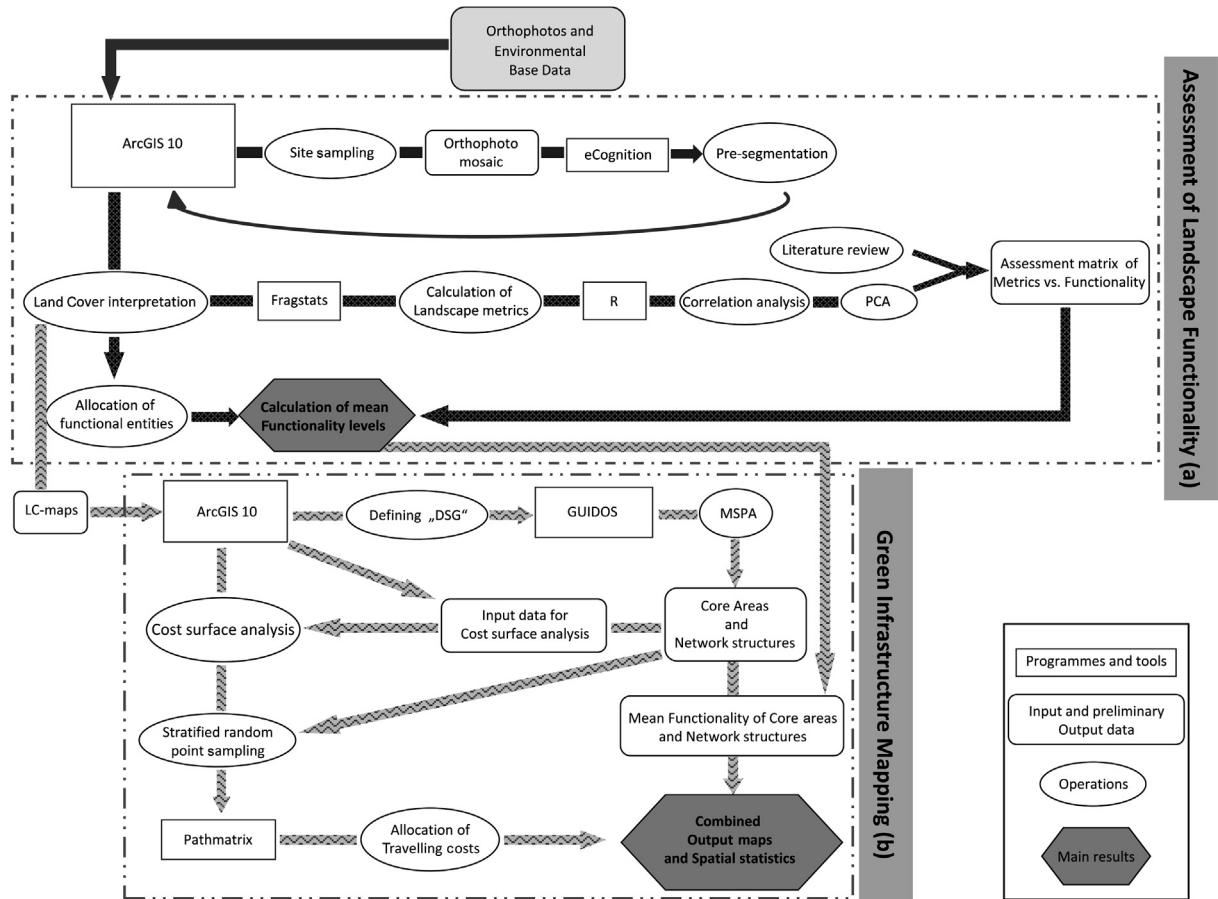 Orthophotos and
Environmental
Base Data
Assessment of Landscape Functionality (a)
ArcGIS 10
Site sampling
Orthophoto
mosaic
eCognition
Pre-segmentation
Literature review
Assessment matrix of
Metrics vs. Functionality
Land Cover interpretation
Fragstats
Calculation of
Landscape metrics
R
Correlation analysis
PCA
Allocation of
functional entities
Calculation of mean
Functionality levels
LC-maps
ArcGIS 10
Defining „DSG“
GUIDOS
MSPA
Green Infrastructure Mapping (b)
Cost surface analysis
Input data for
Cost surface analysis
Core Areas
and
Network structures
Stratified random
point sampling
Mean Functionality of Core areas
and Network structures
Pathmatrix
Allocation of
Travelling costs
Combined
Output maps
and Spatial statistics
Programmes and tools
Input and preliminary
Output data
Operations
Main results